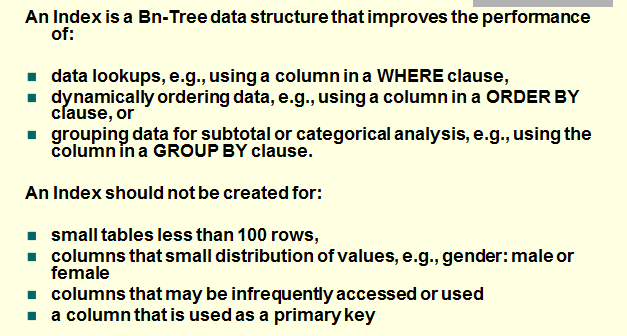 An Index is a Bn-Tree data structure that improves the performance
of:
data lookups, e.g., using a column in a WHERE clause,
dynamically ordering data, e.g., using a column in a ORDER BY
clause, or
grouping data for subtotal or categorical analysis, e.g., using the
column in a GROUP BY clause.
An Index should not be created for:
small tables less than 100 rows,
columns that small distribution of values, e.g., gender: male or
female
columns that may be infrequently accessed or used
a column that is used as a primary key